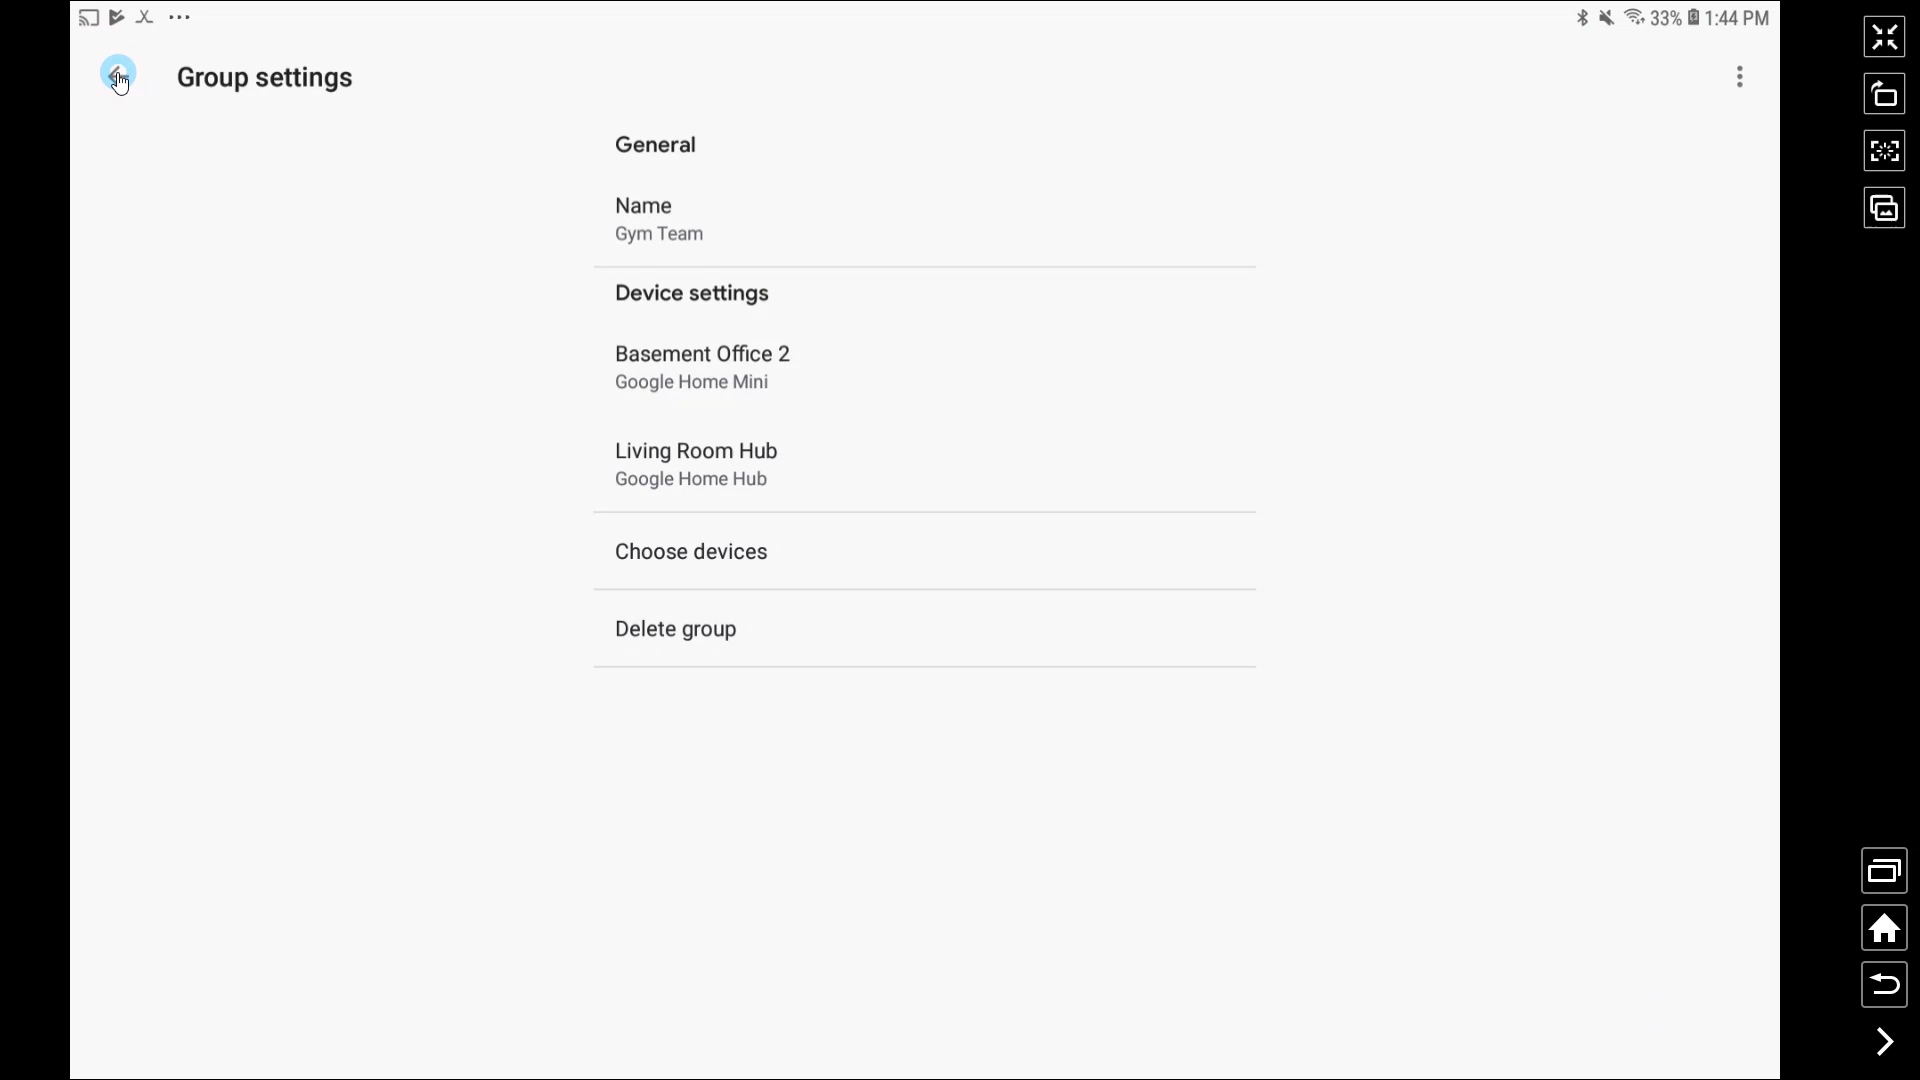 33% 1:44 PM
Group settings
General
Name
Gym Team
Device settings
Basement Office 2
Google Home Mini
Living Room Hub
Google Home Hub
Choose devices
Delete group